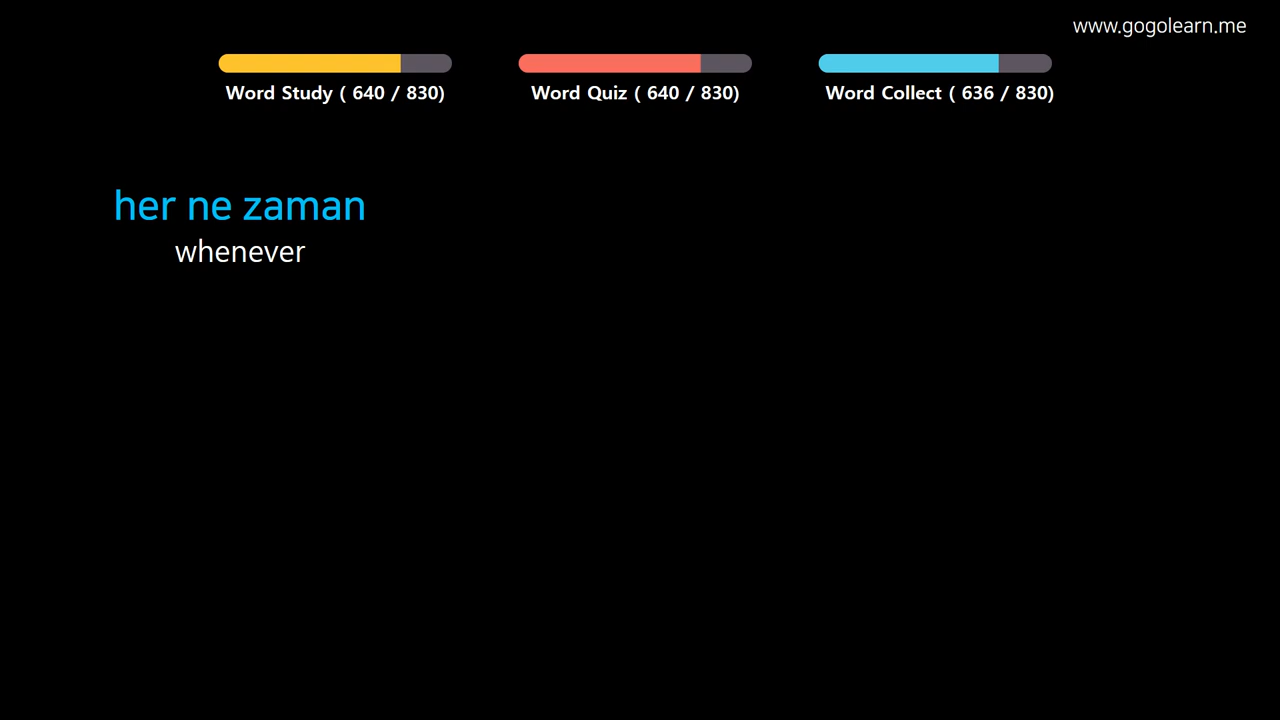 www.gogolearn.me
Word Study ( 640 / 830)
Word Quiz ( 640 / 830)
Word Collect ( 636 / 830)
her ne zaman
whenever